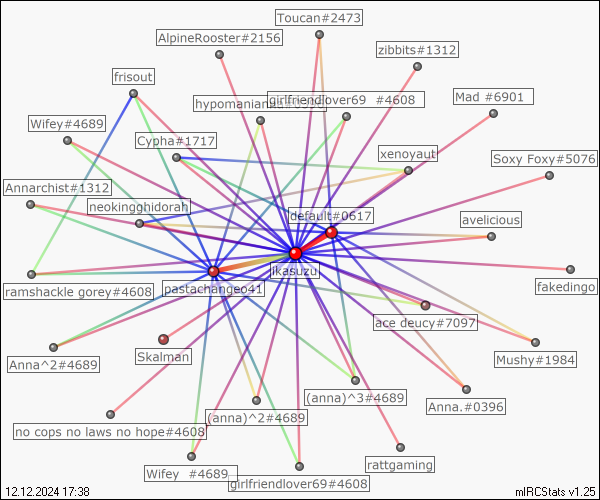 Toucan#2473
AlpineRooster#2156
zibbits#1312
frisout
girlfriendlover69 #4608
Mad #6901
Wifey#4689
Cypha#1717
xenoyaut
Soxy Foxy#5076
Annarchist#1312
neokingghidorah
default#0617
avelicious
ikasuzu
fakedingo
ramshackle gorey#4608
pastchangeo41
ace deucy#7097
Skalman
Mushy#1984
Anna^2#4689
(anna)^3#4689
Anna.#0396
(anna)^2#4689
no cops no laws no hope#4608
rattgaming
Wifey #4689
girlfriendlover69#4608
12.12.2024 17:38
mIRCStats v1.25